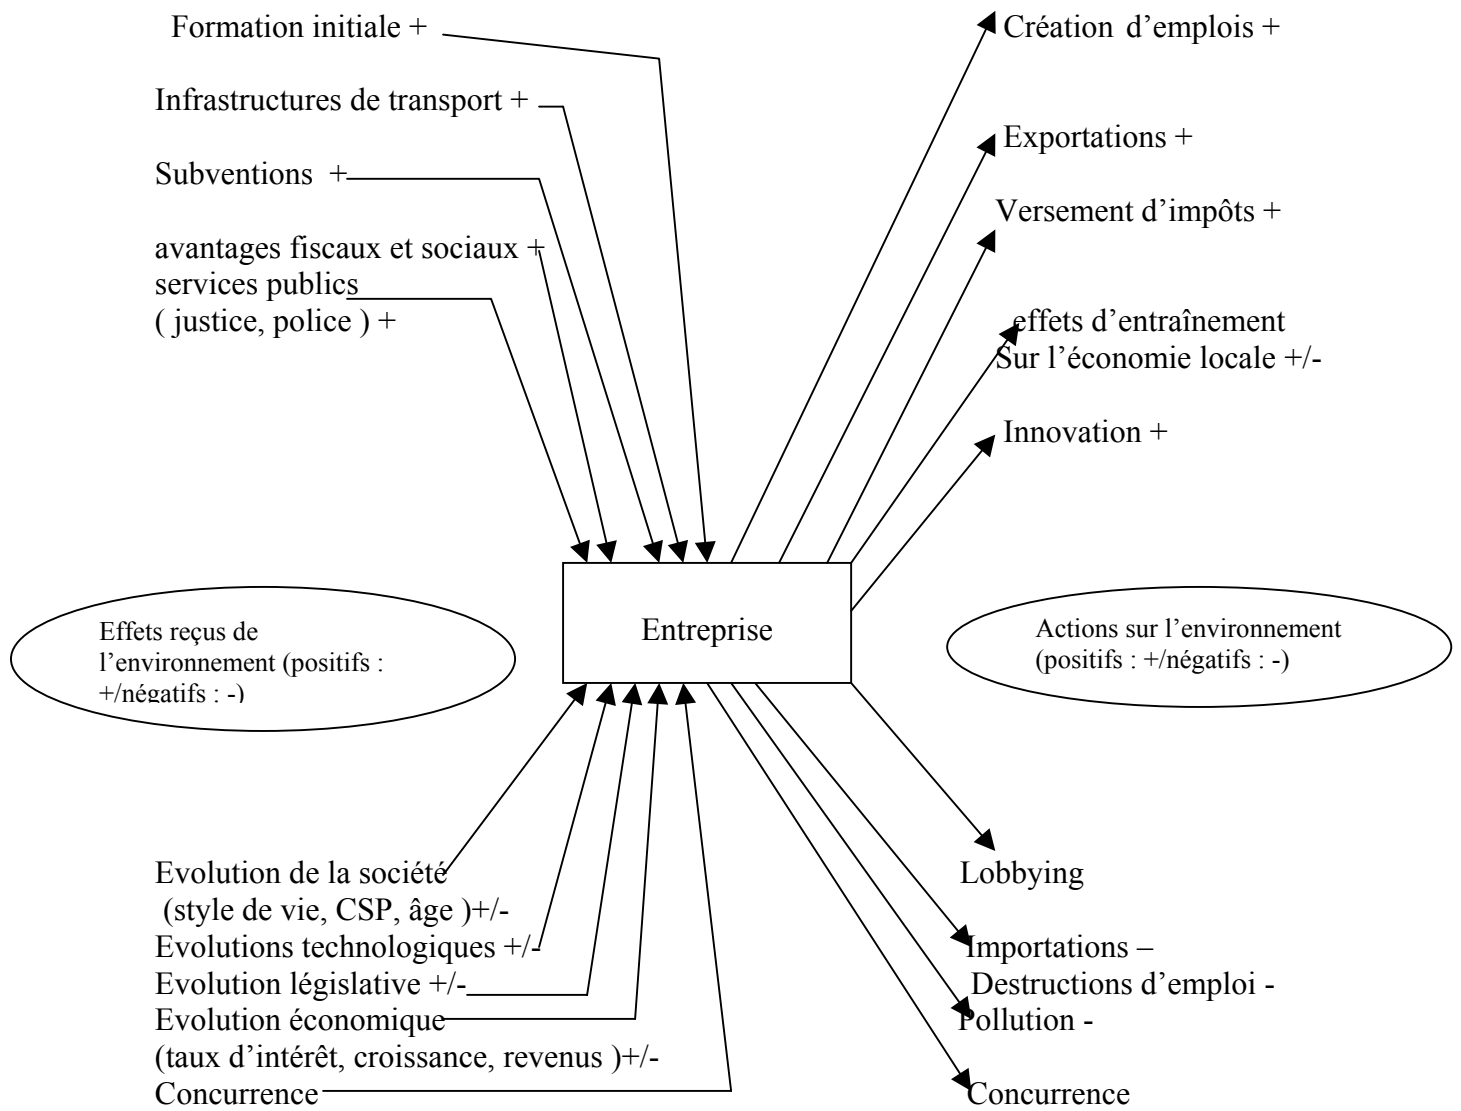 Formation initiale +
Infrastructures de transport +
Subventions +
avantages fiscaux et sociaux +
services publics
( justice, police ) +
Création d’emplois +
Exportations +
Versement d’impôts +
effets d’entraînement
Sur l’économie locale +/-
Innovation +
Effets reçus de
l’environnement (positifs :
+/négatifs : -)
Entreprise
Actions sur l’environnement
(positifs : +/négatifs : -)
Evolution de la société
(style de vie, CSP, âge )+/-
Evolutions technologiques +/-
Evolution législative +/-
Evolution économique
(taux d’intérêt, croissance, revenus )+/-
Concurrence
Lobbying
Importations –
Destructions d’emploi -
Pollution -
Concurrence